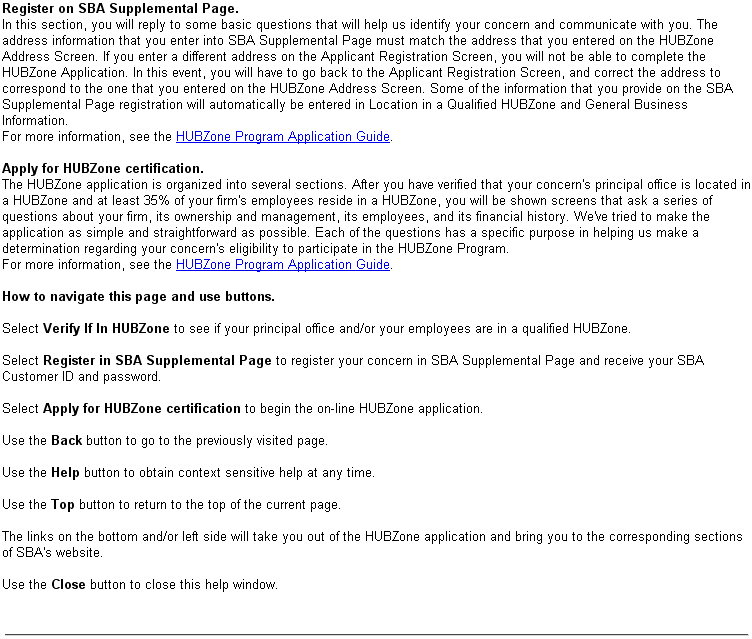 Register on SBA Supplemental Page.
In this section, you will reply to some basic questions that will help us identify your concern and communicate with you. The
address information that you enter into SBA Supplemental Page must match the address that you entered on the HUBZone
Address Screen. If you enter a different address on the Applicant Registration Screen, you will not be able to complete the
HUBZone Application. In this event, you will have to go back to the Applicant Registration Screen, and correct the address to
correspond to the one that you entered on the HUBZone Address Screen. Some of the information that you provide on the SBA
Supplemental Page registration will automatically be entered in Location in a Qualified HUBZone and General Business
Information.
For more information, see the HUBZone Program Application Guide.
Apply for HUBZone certification.
The HUBZone application is organized into several sections. After you have verified that your concern's principal office is located in
a HUBZone and at least 35% of your firm's employees reside in a HUBZone, you will be shown screens that ask a series of
questions about your firm, its ownership and management, its employees, and its financial history. We've tried to make the
application as simple and straightforward as possible. Each of the questions has a specific purpose in helping us make a
determination regarding your concern's eligibility to participate in the HUBZone Program.
For more information, see the HUBZone Program Application Guide.
How to navigate this page and use buttons.
Select Verify If In HUBZone to see if your principal office and/or your employees are in a qualified HUBZone.
Select Register in SBA Supplemental Page to register your concern in SBA Supplemental Page and receive your SBA
Customer ID and password.
Select Apply for HUBZone certification to begin the on-line HUBZone application.
Use the Back button to go to the previously visited page.
Use the Help button to obtain context sensitive help at any time.
Use the Top button to return to the top of the current page.
The links on the bottom and/or left side will take you out of the HUBZone application and bring you to the corresponding sections
of SBA's website.
Use the Close button to close this help window.